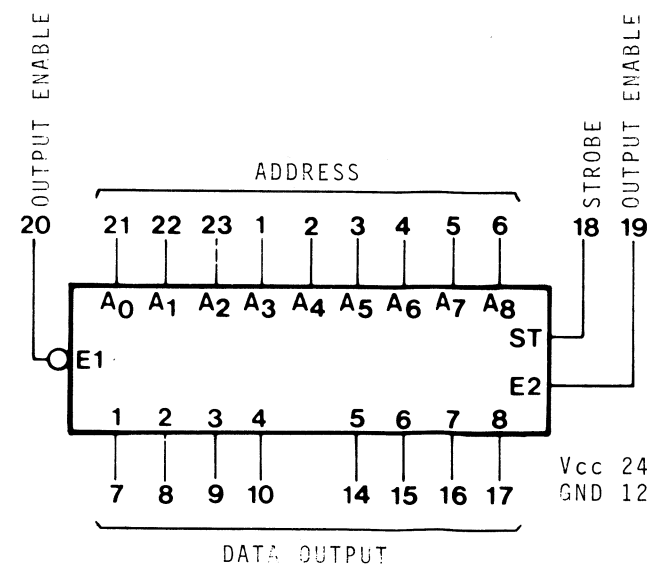 OUTPUT ENABLE
STROBE
OUTPUT ENABLE
ADDRESS
20 21 22 23 1 2 3 4 5 6 18 19
A0 A1 A2 A3 A4 A5 A6 A7 A8
ST
E1
E2
1 2 3 4 5 6 7 8
Vcc 24
7 8 9 10 14 15 16 17
GND 12
DATA OUTPUT